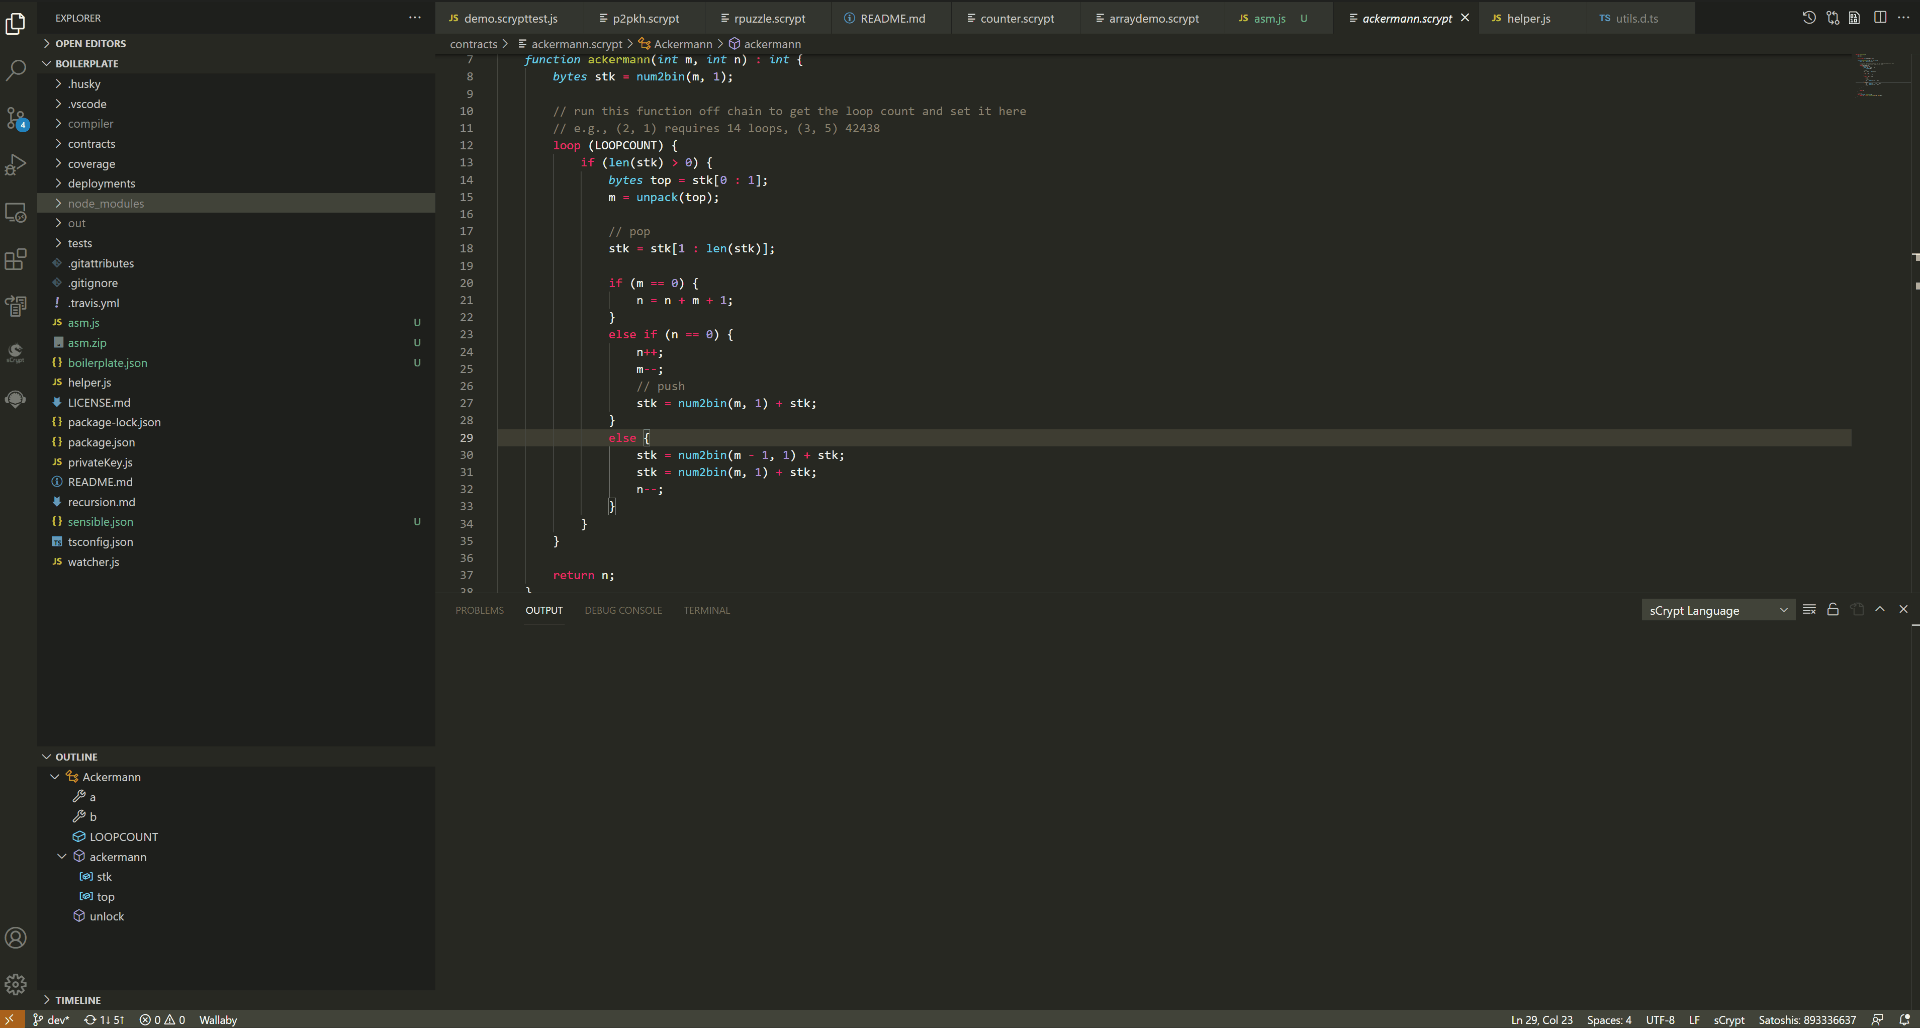 EXPLORER
OPEN EDITORS
BOILERPLATE
.husky
.vscode
compiler
contracts
coverage
deployments
node_modules
out
tests
.gitattributes
.gitignore
! .travis.yml
JS asm.js U
asm.zip U
{} boilerplate.json U
JS helper.js
LICENSE.md
{} package-lock.json
{} package.json
JS privateKey.js
README.md
recursion.md
{} sensible.json U
TS tsconfig.json
JS watcher.js
OUTLINE
Ackermann
a
b
LOOPCOUNT
ackermann
stk
top
unlock
TIMELINE
4
sCrypt
JS demo.scrypttest.js p2pkh.scrypt rpuzzle.scrypt README.md counter.scrypt arraydemo.scrypt JS asm.js U ackermann.scrypt JS helper.js TS utils.d.ts
contracts > ackermann.scrypt > Ackermann > ackermann
7 function ackermann(int m, int n) : int {
8 bytes stk = num2bin(m, 1);
9
10 // run this function off chain to get the loop count and set it here
11 // e.g., (2, 1) requires 14 loops, (3, 5) 42438
12 loop (LOOPCOUNT) {
13 if (len(stk) > 0) {
14 bytes top = stk[0 : 1];
15 m = unpack(top);
16
17 // pop
18 stk = stk[1 : len(stk)];
19
20 if (m == 0) {
21 n = n + m + 1;
22 }
23 else if (n == 0) {
24 n++;
25 m--;
26 // push
27 stk = num2bin(m, 1) + stk;
28 }
29 else {
30 stk = num2bin(m - 1, 1) + stk;
31 stk = num2bin(m, 1) + stk;
32 n--;
33 }
34 }
35 }
36
37 return n;
38 }
PROBLEMS OUTPUT DEBUG CONSOLE TERMINAL sCrypt Language
dev* 1↓ 5↑ 0 0 Wallaby Ln 29, Col 23 Spaces: 4 UTF-8 LF sCrypt Satoshis: 893336637